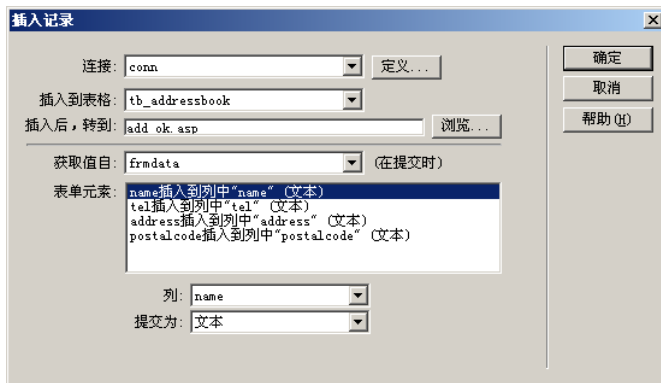 插入记录
连接: conn 定义...
确定
插入到表格: tb_addressbook
取消
插入后，转到: add_ok.asp 浏览...
帮助(H)
获取值自: frmdata (在提交时)
表单元素: name插入到列中"name" (文本)
tel插入到列中"tel" (文本)
address插入到列中"address" (文本)
postalcode插入到列中"postalcode" (文本)
列: name
提交为: 文本